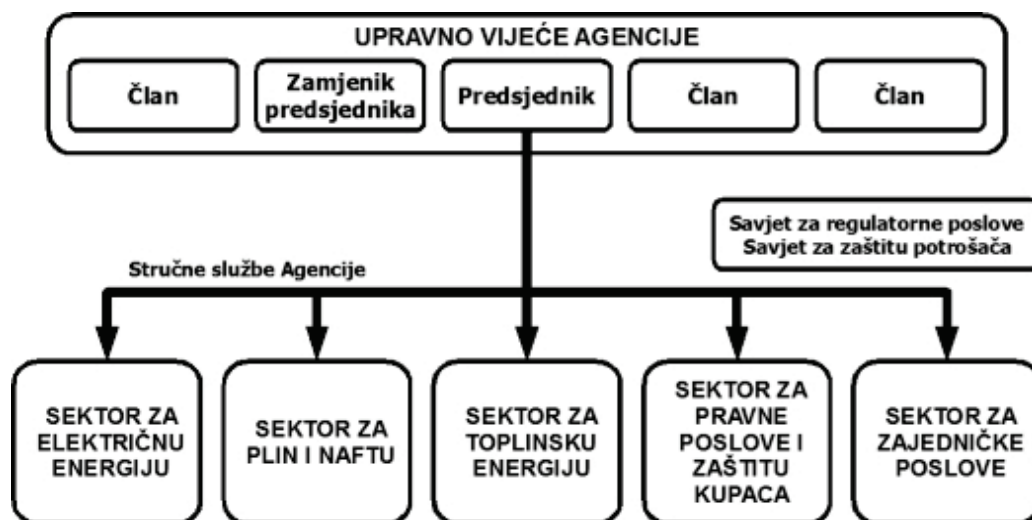 UPRAVNO VIJEĆE AGENCIJE
Član
Zamjenik
predsjednika
Predsjednik
Član
Član
Savjet za regulatorne poslove
Savjet za zaštitu potrošača
Stručne službe Agencije
SEKTOR ZA
ELEKTRIČNU
ENERGIJU
SEKTOR ZA
PLIN I NAFTU
SEKTOR ZA
TOPLINSKU
ENERGIJU
SEKTOR ZA
PRAVNE
POSLOVE I
ZAŠTITU
KUPACA
SEKTOR ZA
ZAJEDNIČKE
POSLOVE